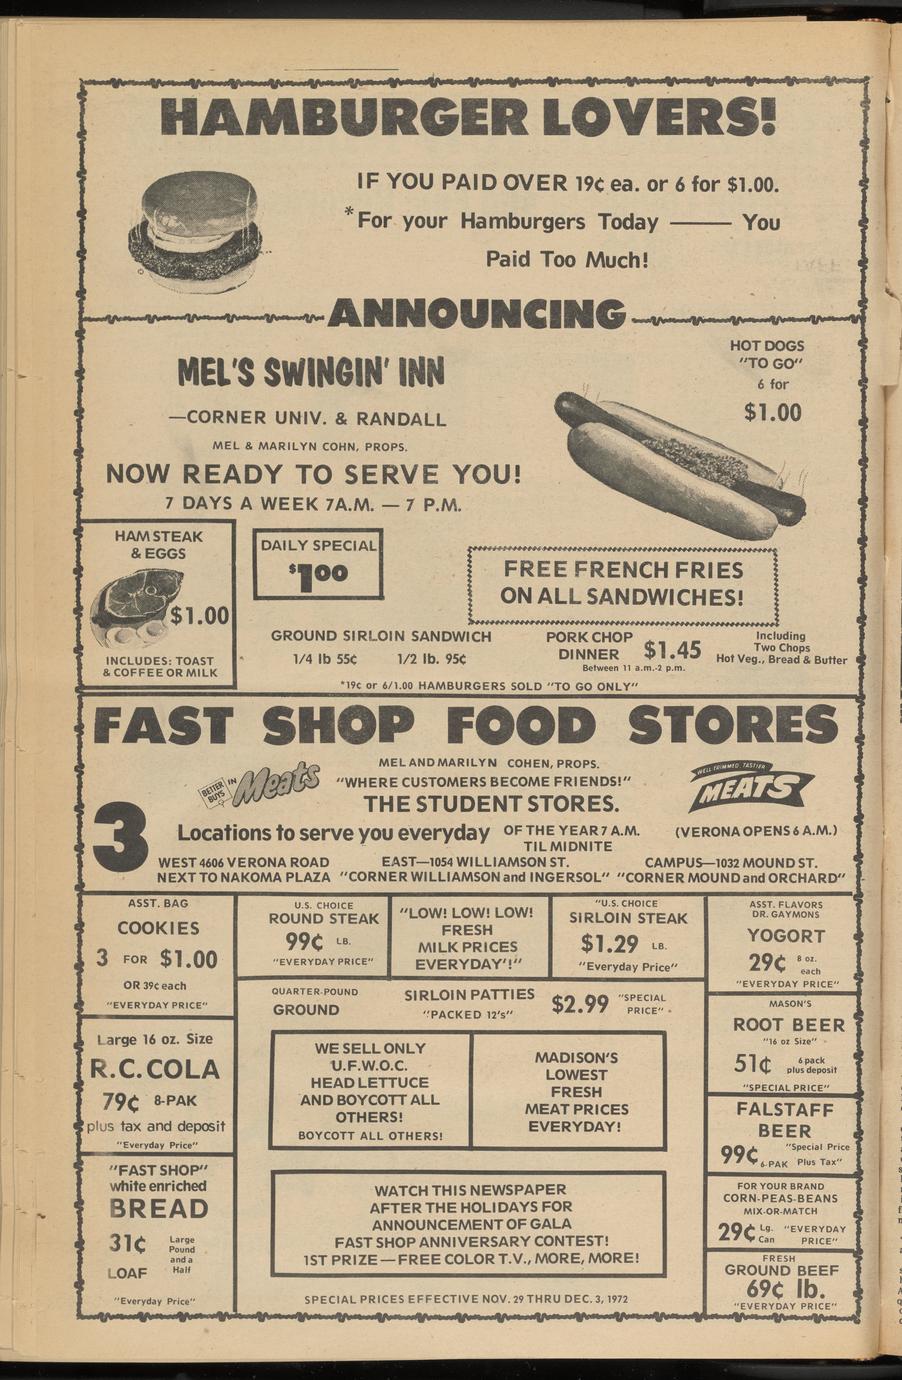 HAMBURGER LOVERS!
IF YOU PAID OVER 19¢ ea. or 6 for $1.00.
*For your Hamburgers Today —— You
Paid Too Much!
ANNOUNCING
MEL'S SWINGIN' INN
—CORNER UNIV. & RANDALL
MEL & MARILYN COHN, PROPS.
NOW READY TO SERVE YOU!
7 DAYS A WEEK 7A.M. — 7 P.M.
HOT DOGS
"TO GO"
6 for
$1.00
HAM STEAK
& EGGS
$1.00
INCLUDES: TOAST
& COFFEE OR MILK
DAILY SPECIAL
$1.00
FREE FRENCH FRIES
ON ALL SANDWICHES!
GROUND SIRLOIN SANDWICH
1/4 lb 55¢ 1/2 lb. 95¢
PORK CHOP
DINNER $1.45
Between 11 a.m.-2 p.m.
Including
Two Chops
Hot Veg., Bread & Butter
*19¢ or 6/1.00 HAMBURGERS SOLD "TO GO ONLY"
FAST SHOP FOOD STORES
BETTER BUYS IN Meats
MEL AND MARILYN COHEN, PROPS.
"WHERE CUSTOMERS BECOME FRIENDS!"
THE STUDENT STORES.
WELL-TRIMMED, TASTIER
MEATS
3 Locations to serve you everyday OF THE YEAR 7 A.M.
TIL MIDNITE
(VERONA OPENS 6 A.M.)
WEST 4606 VERONA ROAD
NEXT TO NAKOMA PLAZA
EAST—1054 WILLIAMSON ST.
"CORNER WILLIAMSON and INGERSOL"
CAMPUS—1032 MOUND ST.
"CORNER MOUND and ORCHARD"
ASST. BAG
COOKIES
3 FOR $1.00
OR 39¢ each
"EVERYDAY PRICE"
U.S. CHOICE
ROUND STEAK
99¢ LB.
"EVERYDAY PRICE"
"LOW! LOW! LOW!
FRESH
MILK PRICES
EVERYDAY'!"
"U.S. CHOICE
SIRLOIN STEAK
$1.29 LB.
"Everyday Price"
ASST. FLAVORS
DR. GAYMONS
YOGORT
29¢ 8 oz. each
"EVERYDAY PRICE"
QUARTER-POUND
GROUND
SIRLOIN PATTIES
"PACKED 12's"
$2.99 "SPECIAL
PRICE"
Large 16 oz. Size
R.C. COLA
79¢ 8-PAK
plus tax and deposit
"Everyday Price"
WE SELL ONLY
U.F.W.O.C.
HEAD LETTUCE
AND BOYCOTT ALL
OTHERS!
BOYCOTT ALL OTHERS!
MADISON'S
LOWEST
FRESH
MEAT PRICES
EVERYDAY!
MASON'S
ROOT BEER
"16 oz Size"
51¢ 6 pack
plus deposit
"SPECIAL PRICE"
FALSTAFF
BEER
99¢ 6-PAK "Special Price
Plus Tax"
"FAST SHOP"
white enriched
BREAD
31¢
LOAF
Large
Pound
and a
Half
"Everyday Price"
WATCH THIS NEWSPAPER
AFTER THE HOLIDAYS FOR
ANNOUNCEMENT OF GALA
FAST SHOP ANNIVERSARY CONTEST!
1ST PRIZE — FREE COLOR T.V., MORE, MORE!
FOR YOUR BRAND
CORN-PEAS-BEANS
MIX-OR-MATCH
29¢ Lg. Can "EVERYDAY
PRICE"
FRESH
GROUND BEEF
69¢ lb.
"EVERYDAY PRICE"
SPECIAL PRICES EFFECTIVE NOV. 29 THRU DEC. 3, 1972